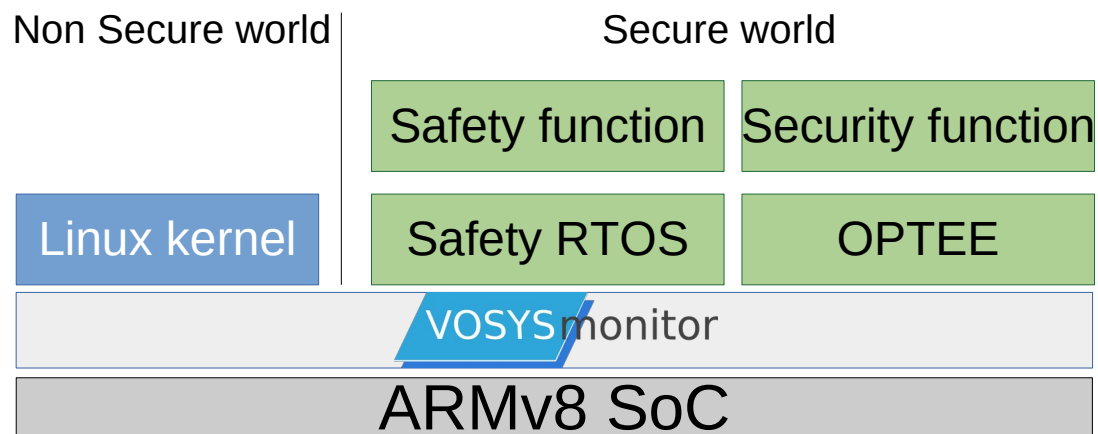 Non Secure world
Secure world
Safety function
Security function
Linux kernel
Safety RTOS
OPTEE
VOSYSmonitor
ARMv8 SoC